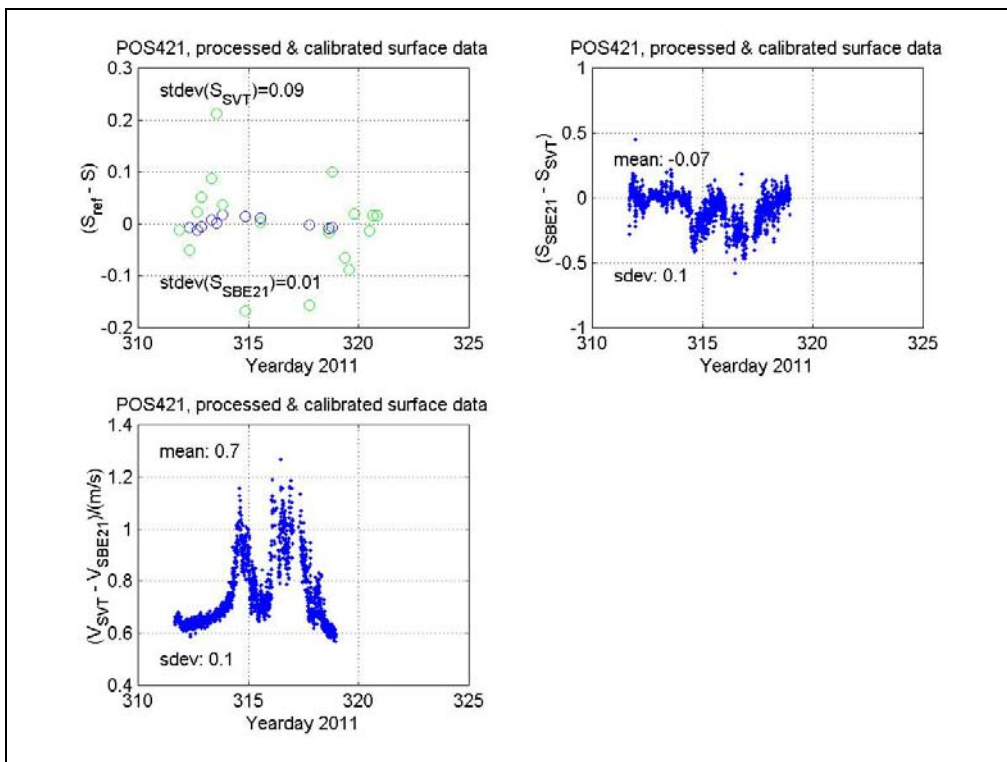 POS421, processed & calibrated surface data
0.3
0.2
0.1
0
-0.1
-0.2
(S_ref - S)
stdev(S_SVT)=0.09
stdev(S_SBE21)=0.01
310 315 320 325
Yearday 2011
POS421, processed & calibrated surface data
1
0.5
0
-0.5
-1
(S_SBE21 - S_SVT)
mean: -0.07
sdev: 0.1
310 315 320 325
Yearday 2011
POS421, processed & calibrated surface data
1.4
1.2
1
0.8
0.6
0.4
(V_SVT - V_SBE21)/(m/s)
mean: 0.7
sdev: 0.1
310 315 320 325
Yearday 2011